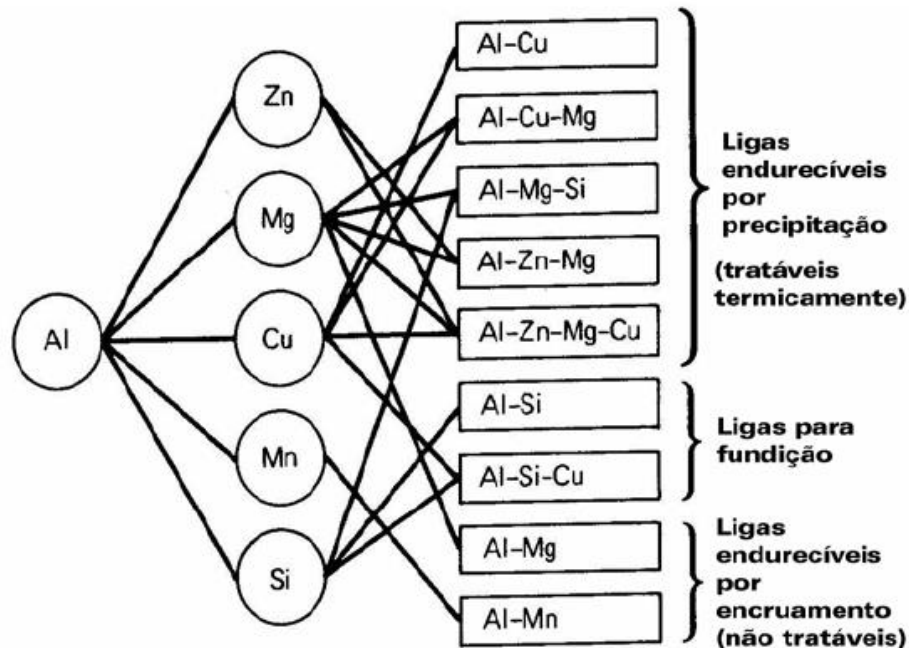 Al
Zn
Mg
Cu
Mn
Si
Al-Cu
Al-Cu-Mg
Al-Mg-Si
Al-Zn-Mg
Al-Zn-Mg-Cu
Al-Si
Al-Si-Cu
Al-Mg
Al-Mn
Ligas
endurecíveis
por
precipitação
(tratáveis
termicamente)
Ligas para
fundição
Ligas
endurecíveis
por
encruamento
(não tratáveis)